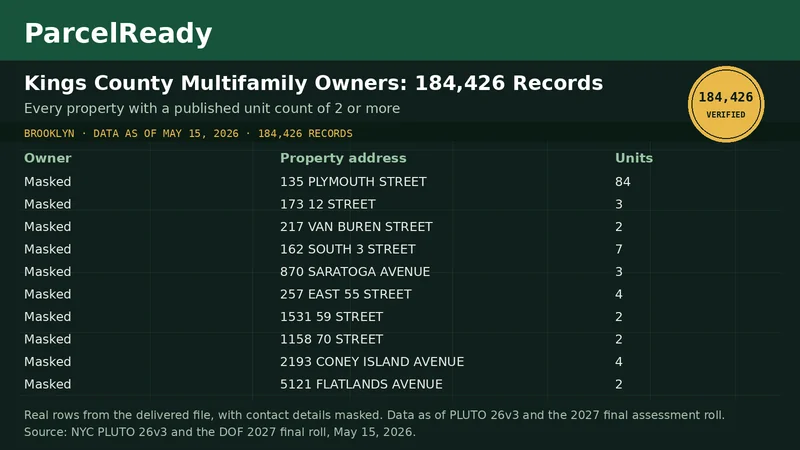 ParcelReady
Kings County Multifamily Owners: 184,426 Records
Every property with a published unit count of 2 or more
184,426
VERIFIED
BROOKLYN · DATA AS OF MAY 15, 2026 · 184,426 RECORDS
Owner Property address Units
Masked 135 PLYMOUTH STREET 84
Masked 173 12 STREET 3
Masked 217 VAN BUREN STREET 2
Masked 162 SOUTH 3 STREET 7
Masked 870 SARATOGA AVENUE 3
Masked 257 EAST 55 STREET 4
Masked 1531 59 STREET 2
Masked 1158 70 STREET 2
Masked 2193 CONEY ISLAND AVENUE 4
Masked 5121 FLATLANDS AVENUE 2
Real rows from the delivered file, with contact details masked. Data as of PLUTO 26v3 and the 2027 final assessment roll.
Source: NYC PLUTO 26v3 and the DOF 2027 final roll, May 15, 2026.